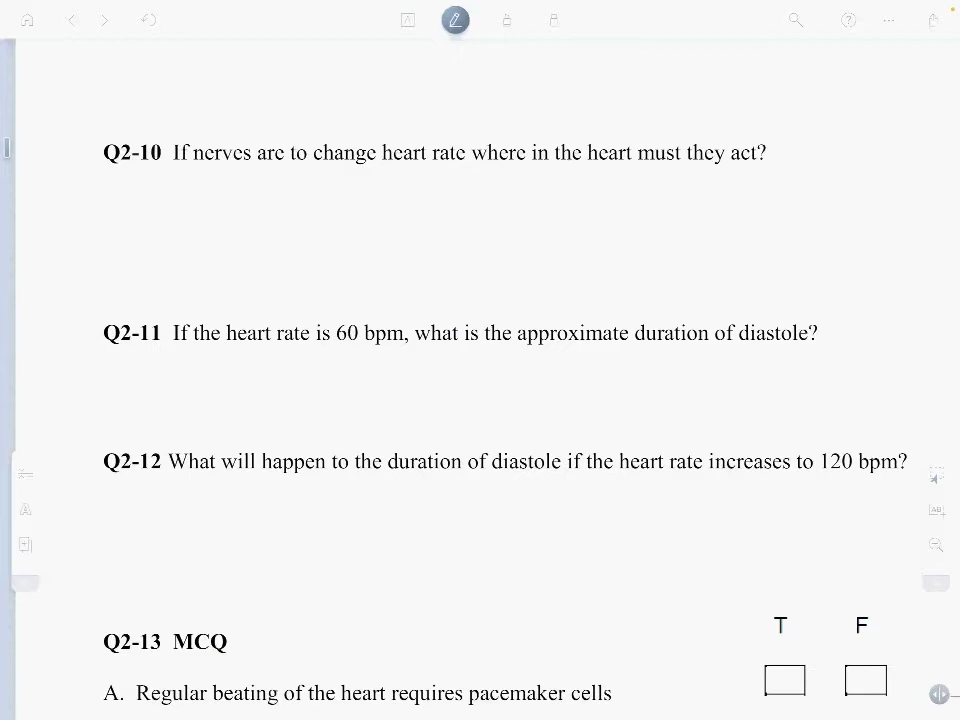 Q2-10 If nerves are to change heart rate where in the heart must they act?
Q2-11 If the heart rate is 60 bpm, what is the approximate duration of diastole?
Q2-12 What will happen to the duration of diastole if the heart rate increases to 120 bpm?
T F
Q2-13 MCQ
A. Regular beating of the heart requires pacemaker cells